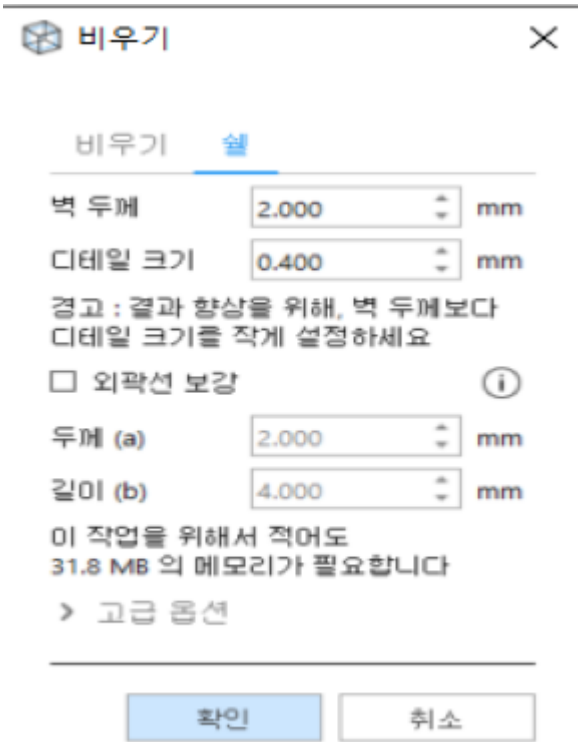 비우기
비우기 쉘
벽 두께 2.000 mm
디테일 크기 0.400 mm
경고 : 결과 향상을 위해, 벽 두께보다
디테일 크기를 작게 설정하세요
외곽선 보강
두께 (a) 2.000 mm
길이 (b) 4.000 mm
이 작업을 위해서 적어도
31.8 MB 의 메모리가 필요합니다
고급 옵션
확인 취소